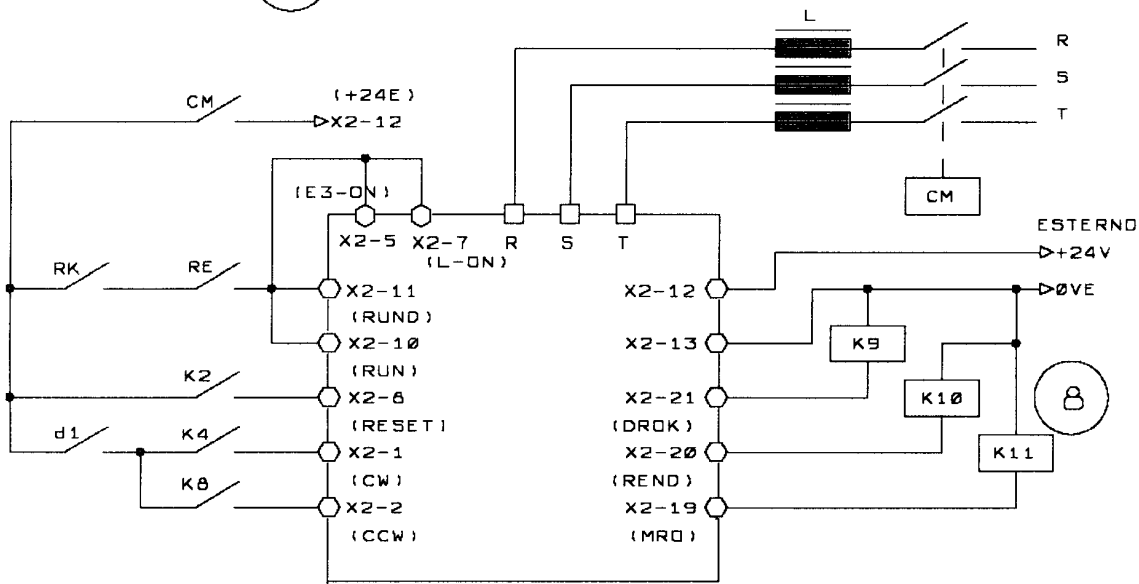 L
R
S
T
CM
(+24E)
X2-12
CM
(E3-ON)
X2-5 X2-7 R S T
(L-ON)
ESTERNO
+24V
RK RE
X2-11
(RUND)
X2-12
0VE
X2-10
(RUN)
X2-13
K9
K2
X2-8
(RESET)
X2-21
(DROK)
K10
8
d1 K4
X2-1
(CW)
X2-20
(REND)
K11
K8
X2-2
(CCW)
X2-19
(MRO)